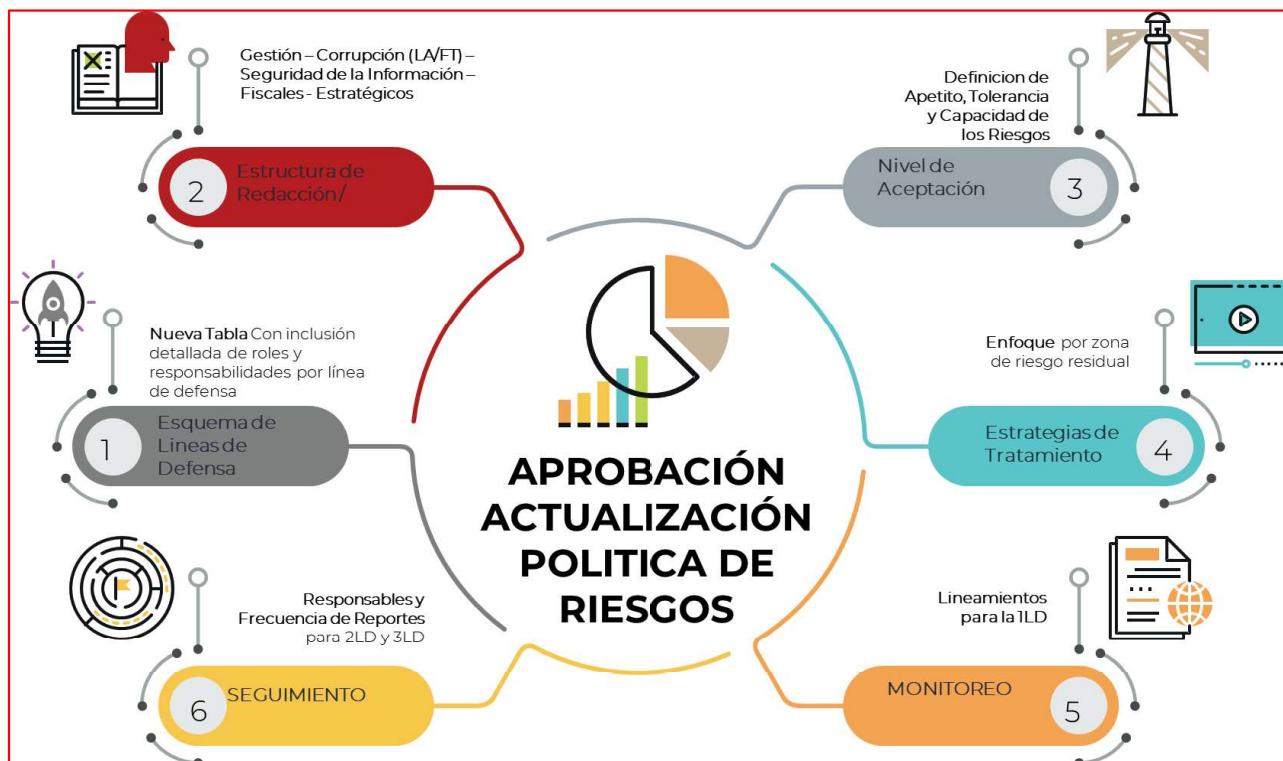 Gestión – Corrupción (LA/FT) –
Seguridad de la Información –
Fiscales - Estratégicos
2
Estructura de
Redacción/
Definicion de
Apetito, Tolerancia
y Capacidad de
los Riesgos
Nivel de
Aceptación
3
Nueva Tabla Con inclusión
detallada de roles y
responsabilidades por línea
de defensa
1
Esquema de
Líneas de
Defensa
Enfoque por zona
de riesgo residual
Estrategias de
Tratamiento
4
APROBACIÓN
ACTUALIZACIÓN
POLITICA DE
RIESGOS
Responsables y
Frecuencia de Reportes
para 2LD y 3LD
6
SEGUIMIENTO
Lineamientos
para la 1LD
MONITOREO
5